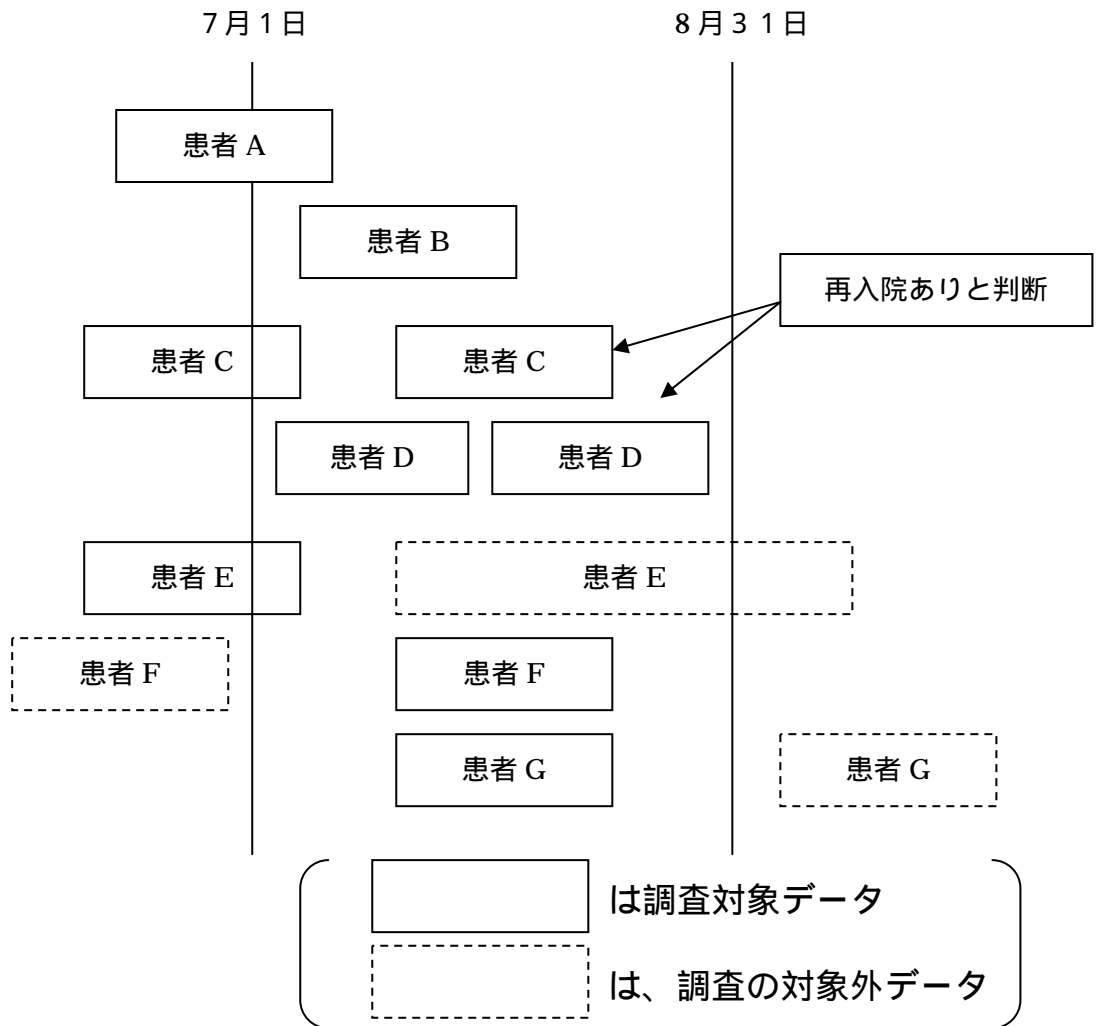 7月1日
8月31日
患者 A
患者 B
再入院ありと判断
患者 C
患者 C
患者 D
患者 D
患者 E
患者 E
患者 F
患者 F
患者 G
患者 G
は調査対象データ
は、調査の対象外データ